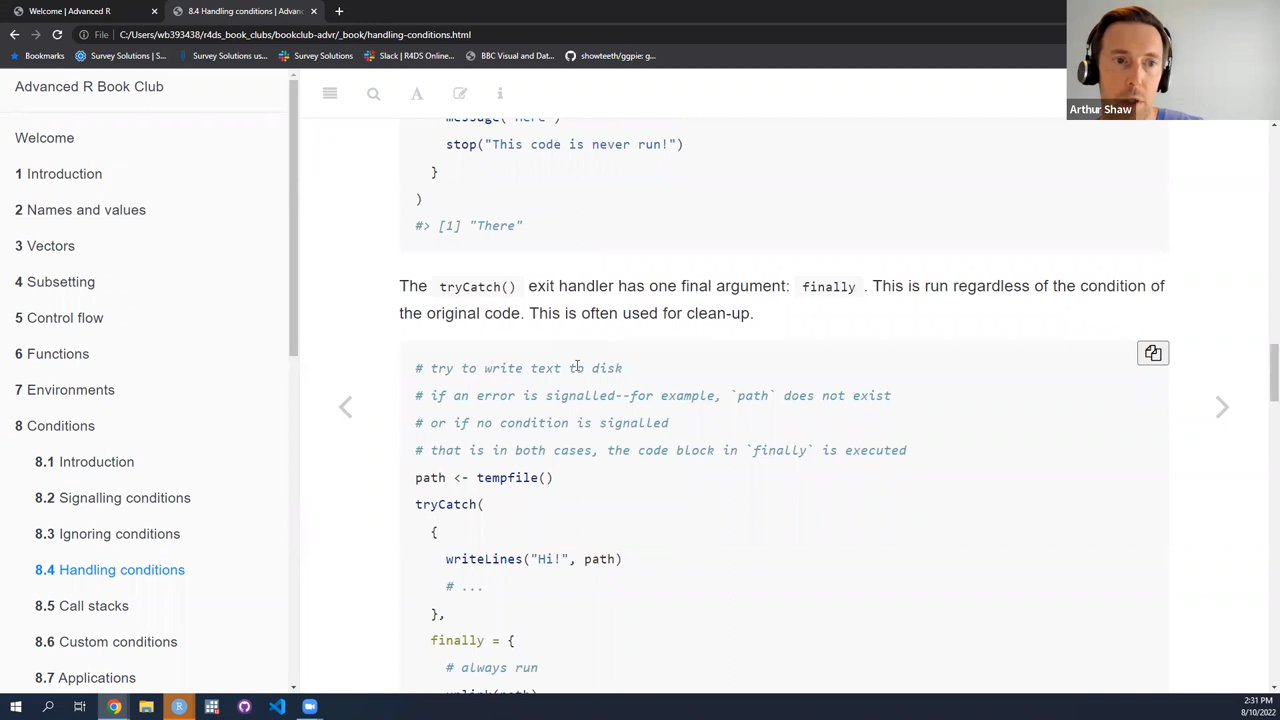 Welcome | Advanced R
8.4 Handling conditions | Advan
File
C:/Users/wb393438/r4ds_book_clubs/bookclub-advr/_book/handling-conditions.html
Bookmarks
Survey Solutions | S...
Survey Solutions us...
Survey Solutions
Slack | R4DS Online...
BBC Visual and Dat...
showteeth/ggpie: g...
Arthur Shaw
Advanced R Book Club
Welcome
1 Introduction
2 Names and values
3 Vectors
4 Subsetting
5 Control flow
6 Functions
7 Environments
8 Conditions
8.1 Introduction
8.2 Signalling conditions
8.3 Ignoring conditions
8.4 Handling conditions
8.5 Call stacks
8.6 Custom conditions
8.7 Applications
message("Here")
stop("This code is never run!")
}
)
#> [1] "There"
The tryCatch() exit handler has one final argument: finally . This is run regardless of the condition of
the original code. This is often used for clean-up.
# try to write text to disk
# if an error is signalled--for example, `path` does not exist
# or if no condition is signalled
# that is in both cases, the code block in `finally` is executed
path <- tempfile()
tryCatch(
{
writeLines("Hi!", path)
# ...
},
finally = {
# always run
unlink(path)
2:31 PM
8/10/2022